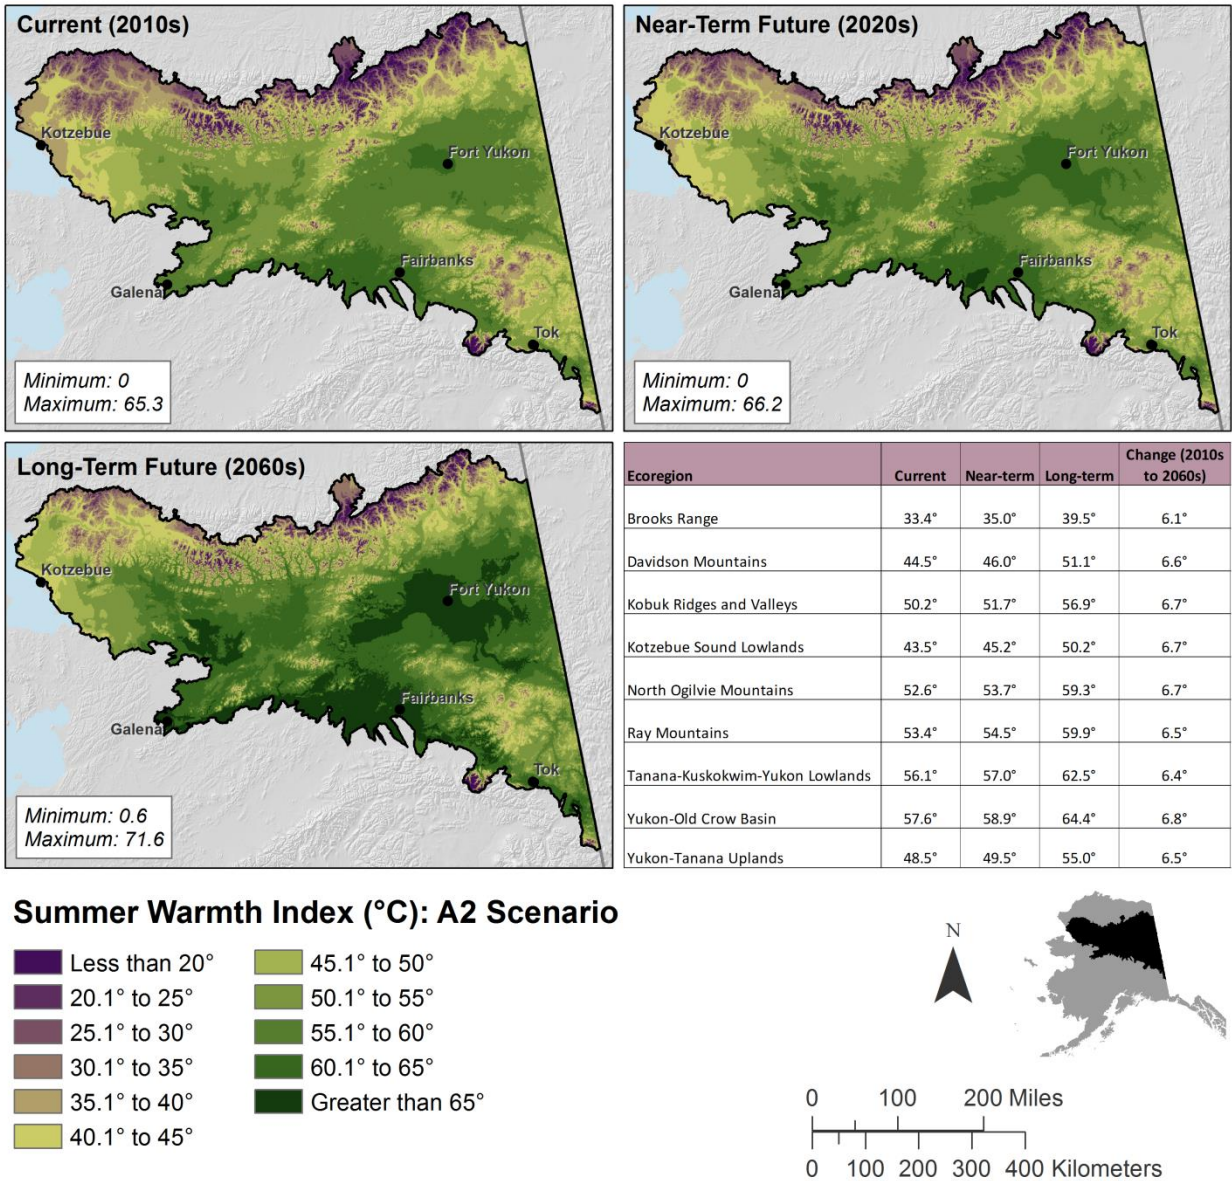 Current (2010s)
Kotzebue
Fort Yukon
Fairbanks
Galena
Tok
Minimum: 0
Maximum: 65.3
Near-Term Future (2020s)
Kotzebue
Fort Yukon
Fairbanks
Galena
Tok
Minimum: 0
Maximum: 66.2
Long-Term Future (2060s)
Kotzebue
Fort Yukon
Fairbanks
Galena
Tok
Minimum: 0.6
Maximum: 71.6
Ecoregion Current Near-term Long-term Change (2010s
to 2060s)
Brooks Range 33.4° 35.0° 39.5° 6.1°
Davidson Mountains 44.5° 46.0° 51.1° 6.6°
Kobuk Ridges and Valleys 50.2° 51.7° 56.9° 6.7°
Kotzebue Sound Lowlands 43.5° 45.2° 50.2° 6.7°
North Ogilvie Mountains 52.6° 53.7° 59.3° 6.7°
Ray Mountains 53.4° 54.5° 59.9° 6.5°
Tanana-Kuskokwim-Yukon Lowlands 56.1° 57.0° 62.5° 6.4°
Yukon-Old Crow Basin 57.6° 58.9° 64.4° 6.8°
Yukon-Tanana Uplands 48.5° 49.5° 55.0° 6.5°
Summer Warmth Index (°C): A2 Scenario
Less than 20°
20.1° to 25°
25.1° to 30°
30.1° to 35°
35.1° to 40°
40.1° to 45°
45.1° to 50°
50.1° to 55°
55.1° to 60°
60.1° to 65°
Greater than 65°
N
0 100 200 Miles
0 100 200 300 400 Kilometers